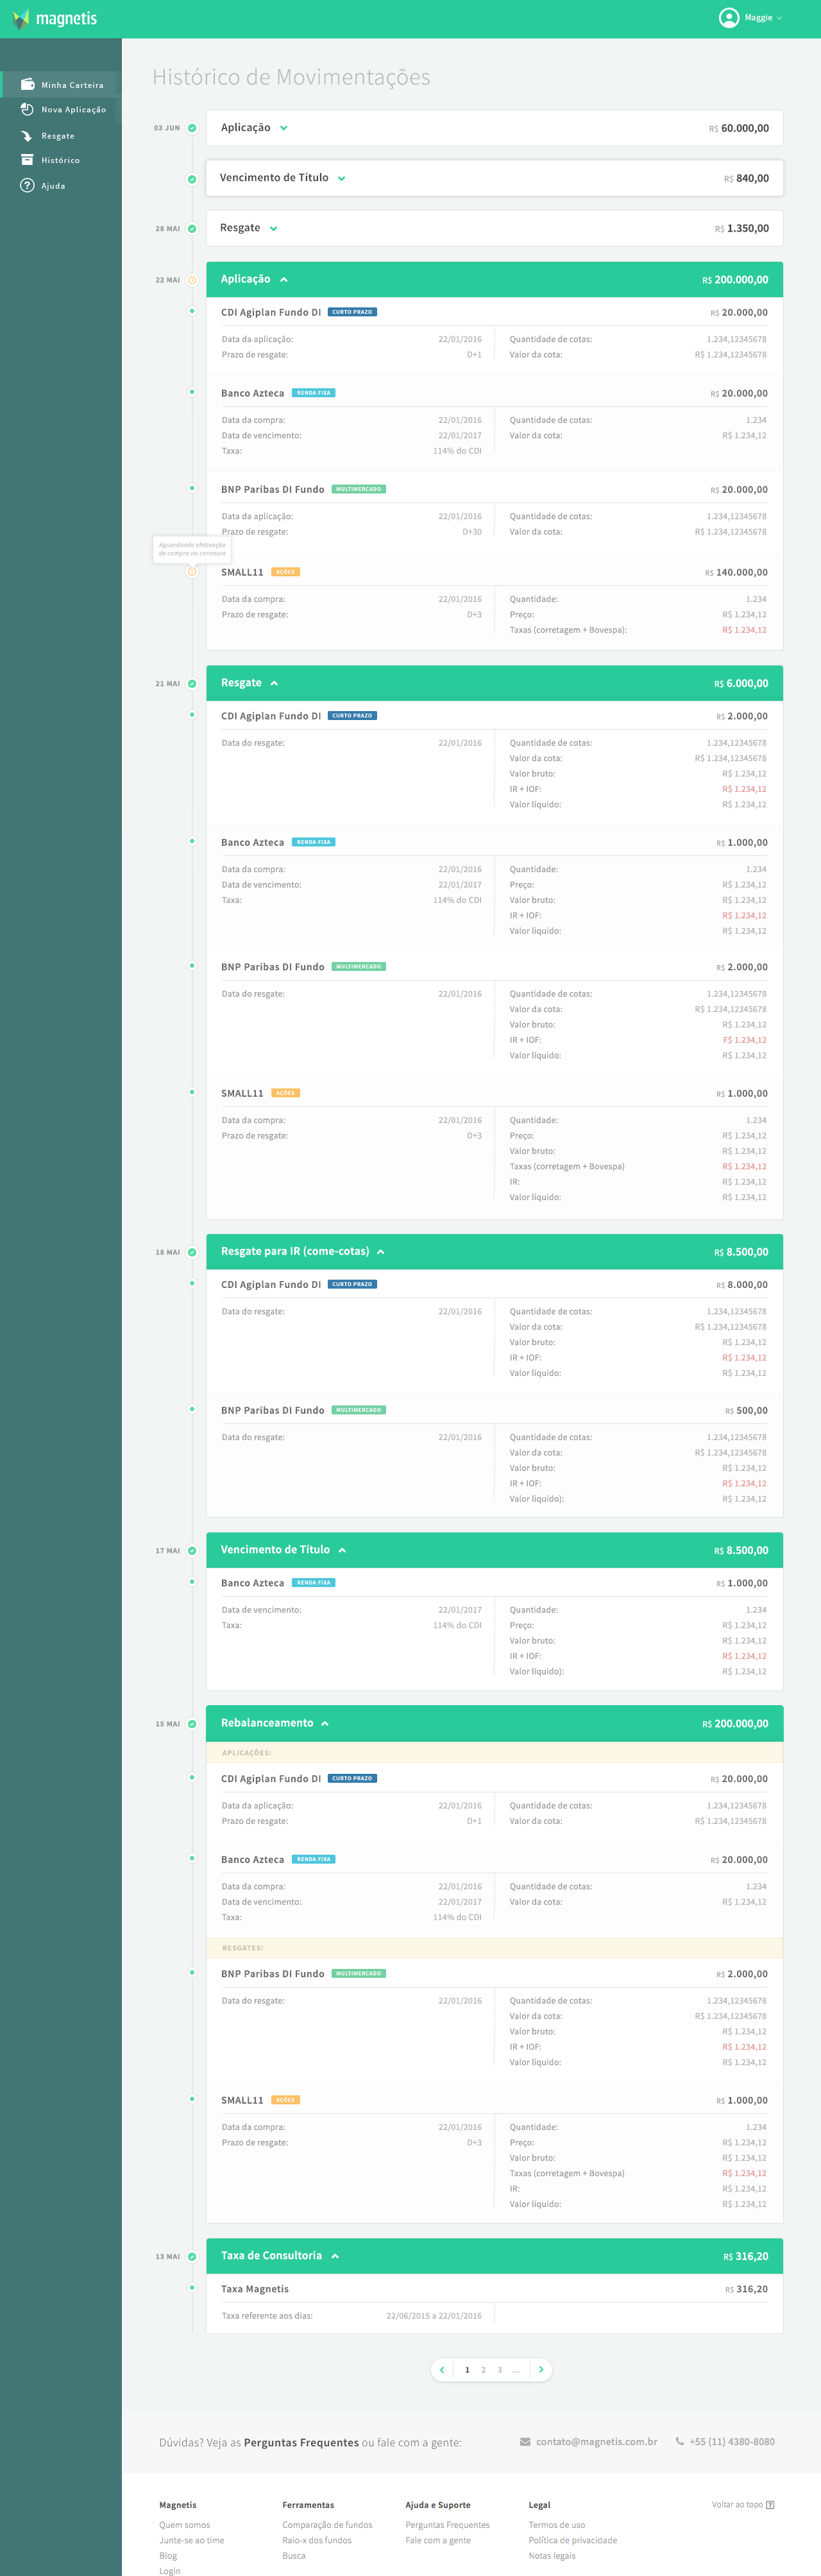 magnetis
Maggie
Minha Carteira
Nova Aplicação
Resgate
Histórico
Ajuda
Histórico de Movimentações
03 JUN Aplicação R$ 60.000,00
Vencimento de Título R$ 840,00
28 MAI Resgate R$ 1.350,00
22 MAI Aplicação R$ 200.000,00
CDI Agiplan Fundo DI CURTO PRAZO R$ 20.000,00
Data da aplicação: 22/01/2016 Quantidade de cotas: 1.234,12345678
Prazo de resgate: D+1 Valor da cota: R$ 1.234,12345678
Banco Azteca RENDA FIXA R$ 20.000,00
Data da compra: 22/01/2016 Quantidade de cotas: 1.234
Data de vencimento: 22/01/2017 Valor da cota: R$ 1.234,12
Taxa: 114% do CDI
BNP Paribas DI Fundo MULTIMERCADO R$ 20.000,00
Data da aplicação: 22/01/2016 Quantidade de cotas: 1.234,12345678
Prazo de resgate: D+30 Valor da cota: R$ 1.234,12345678
Aguardando efetivação
de compra na corretora
SMALL11 AÇÕES R$ 140.000,00
Data da compra: 22/01/2016 Quantidade: 1.234
Prazo de resgate: D+3 Preço: R$ 1.234,12
Taxas (corretagem + Bovespa): R$ 1.234,12
21 MAI Resgate R$ 6.000,00
CDI Agiplan Fundo DI CURTO PRAZO R$ 2.000,00
Data do resgate: 22/01/2016 Quantidade de cotas: 1.234,12345678
Valor da cota: R$ 1.234,12345678
Valor bruto: R$ 1.234,12
IR + IOF: R$ 1.234,12
Valor líquido: R$ 1.234,12
Banco Azteca RENDA FIXA R$ 1.000,00
Data da compra: 22/01/2016 Quantidade: 1.234
Data de vencimento: 22/01/2017 Preço: R$ 1.234,12
Taxa: 114% do CDI Valor bruto: R$ 1.234,12
IR + IOF: R$ 1.234,12
Valor líquido: R$ 1.234,12
BNP Paribas DI Fundo MULTIMERCADO R$ 2.000,00
Data do resgate: 22/01/2016 Quantidade de cotas: 1.234,12345678
Valor da cota: R$ 1.234,12345678
Valor bruto: R$ 1.234,12
IR + IOF: F$ 1.234,12
Valor líquido: R$ 1.234,12
SMALL11 AÇÕES R$ 1.000,00
Data da compra: 22/01/2016 Quantidade: 1.234
Prazo de resgate: D+3 Preço: R$ 1.234,12
Valor bruto: R$ 1.234,12
Taxas (corretagem + Bovespa) R$ 1.234,12
IR: R$ 1.234,12
Valor líquido: R$ 1.234,12
18 MAI Resgate para IR (come-cotas) R$ 8.500,00
CDI Agiplan Fundo DI CURTO PRAZO R$ 8.000,00
Data do resgate: 22/01/2016 Quantidade de cotas: 1.234,12345678
Valor da cota: R$ 1.234,12345678
Valor bruto: R$ 1.234,12
IR + IOF: R$ 1.234,12
Valor líquido: R$ 1.234,12
BNP Paribas DI Fundo MULTIMERCADO R$ 500,00
Data do resgate: 22/01/2016 Quantidade de cotas: 1.234,12345678
Valor da cota: R$ 1.234,12345678
Valor bruto: R$ 1.234,12
IR + IOF: R$ 1.234,12
Valor líquido): R$ 1.234,12
17 MAI Vencimento de Título R$ 8.500,00
Banco Azteca RENDA FIXA R$ 1.000,00
Data de vencimento: 22/01/2017 Quantidade: 1.234
Taxa: 114% do CDI Preço: R$ 1.234,12
Valor bruto: R$ 1.234,12
IR + IOF: R$ 1.234,12
Valor líquido): R$ 1.234,12
15 MAI Rebalanceamento R$ 200.000,00
APLICAÇÕES:
CDI Agiplan Fundo DI CURTO PRAZO R$ 20.000,00
Data da aplicação: 22/01/2016 Quantidade de cotas: 1.234,12345678
Prazo de resgate: D+1 Valor da cota: R$ 1.234,12345678
Banco Azteca RENDA FIXA R$ 20.000,00
Data da compra: 22/01/2016 Quantidade de cotas: 1.234
Data de vencimento: 22/01/2017 Valor da cota: R$ 1.234,12
Taxa: 114% do CDI
RESGATES:
BNP Paribas DI Fundo MULTIMERCADO R$ 2.000,00
Data do resgate: 22/01/2016 Quantidade de cotas: 1.234,12345678
Valor da cota: R$ 1.234,12345678
Valor bruto: R$ 1.234,12
IR + IOF: R$ 1.234,12
Valor líquido: R$ 1.234,12
SMALL11 AÇÕES R$ 1.000,00
Data da compra: 22/01/2016 Quantidade: 1.234
Prazo de resgate: D+3 Preço: R$ 1.234,12
Valor bruto: R$ 1.234,12
Taxas (corretagem + Bovespa) R$ 1.234,12
IR: R$ 1.234,12
Valor líquido: R$ 1.234,12
13 MAI Taxa de Consultoria R$ 316,20
Taxa Magnetis R$ 316,20
Taxa referente aos dias: 22/06/2015 a 22/01/2016
1 2 3 ...
Dúvidas? Veja as Perguntas Frequentes ou fale com a gente: contato@magnetis.com.br +55 (11) 4380-8080
Magnetis Ferramentas Ajuda e Suporte Legal Voltar ao topo
Quem somos Comparação de fundos Perguntas Frequentes Termos de uso
Junte-se ao time Raio-x dos fundos Fale com a gente Política de privacidade
Blog Busca Notas legais
Login